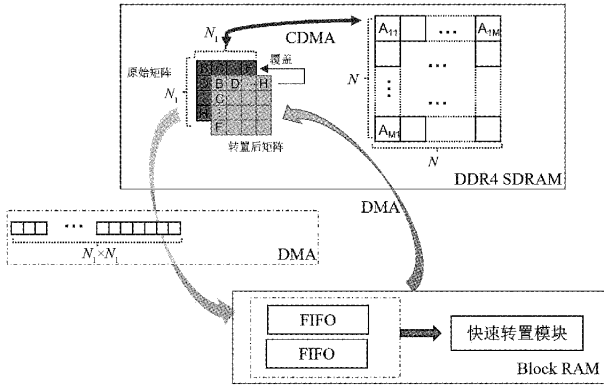 N₁
CDMA
A₁₁ ... A₁M
原始矩阵
覆盖
N₁
B D H
C
F
N
...
⋮
...
A_M1
转置后矩阵
N
DDR4 SDRAM
DMA
...
N₁×N₁
DMA
FIFO
快速转置模块
FIFO
Block RAM